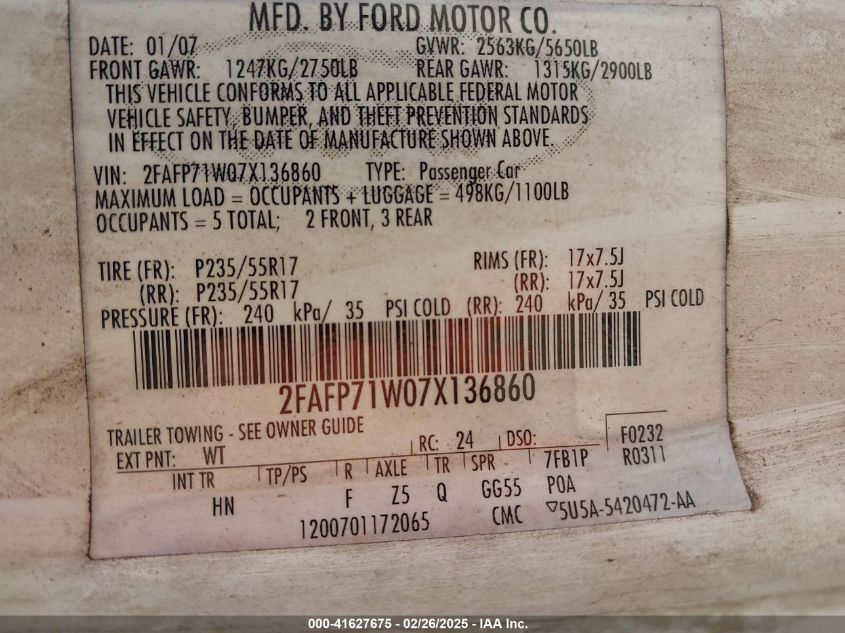 MFD. BY FORD MOTOR CO.
DATE: 01/07 GVWR: 2563KG/5650LB
FRONT GAWR: 1247KG/2750LB REAR GAWR: 1315KG/2900LB
THIS VEHICLE CONFORMS TO ALL APPLICABLE FEDERAL MOTOR
VEHICLE SAFETY, BUMPER, AND THEFT PREVENTION STANDARDS
IN EFFECT ON THE DATE OF MANUFACTURE SHOWN ABOVE.
VIN: 2FAFP71W07X136860 TYPE: Passenger Car
MAXIMUM LOAD = OCCUPANTS + LUGGAGE = 498KG/1100LB
OCCUPANTS = 5 TOTAL; 2 FRONT, 3 REAR
TIRE (FR): P235/55R17 RIMS (FR): 17x7.5J
(RR): P235/55R17 (RR): 17x7.5J
PRESSURE (FR): 240 kPa/ 35 PSI COLD (RR): 240 kPa/ 35 PSI COLD
2FAFP71W07X136860
TRAILER TOWING - SEE OWNER GUIDE
EXT PNT: WT RC: 24 DSO: F0232
INT TR TP/PS R AXLE TR SPR 7FB1P R0311
HN F Z5 Q GG55 POA
1200701172065 CMC ▽5U5A-5420472-AA
000-41627675 - 02/26/2025 - IAA Inc.